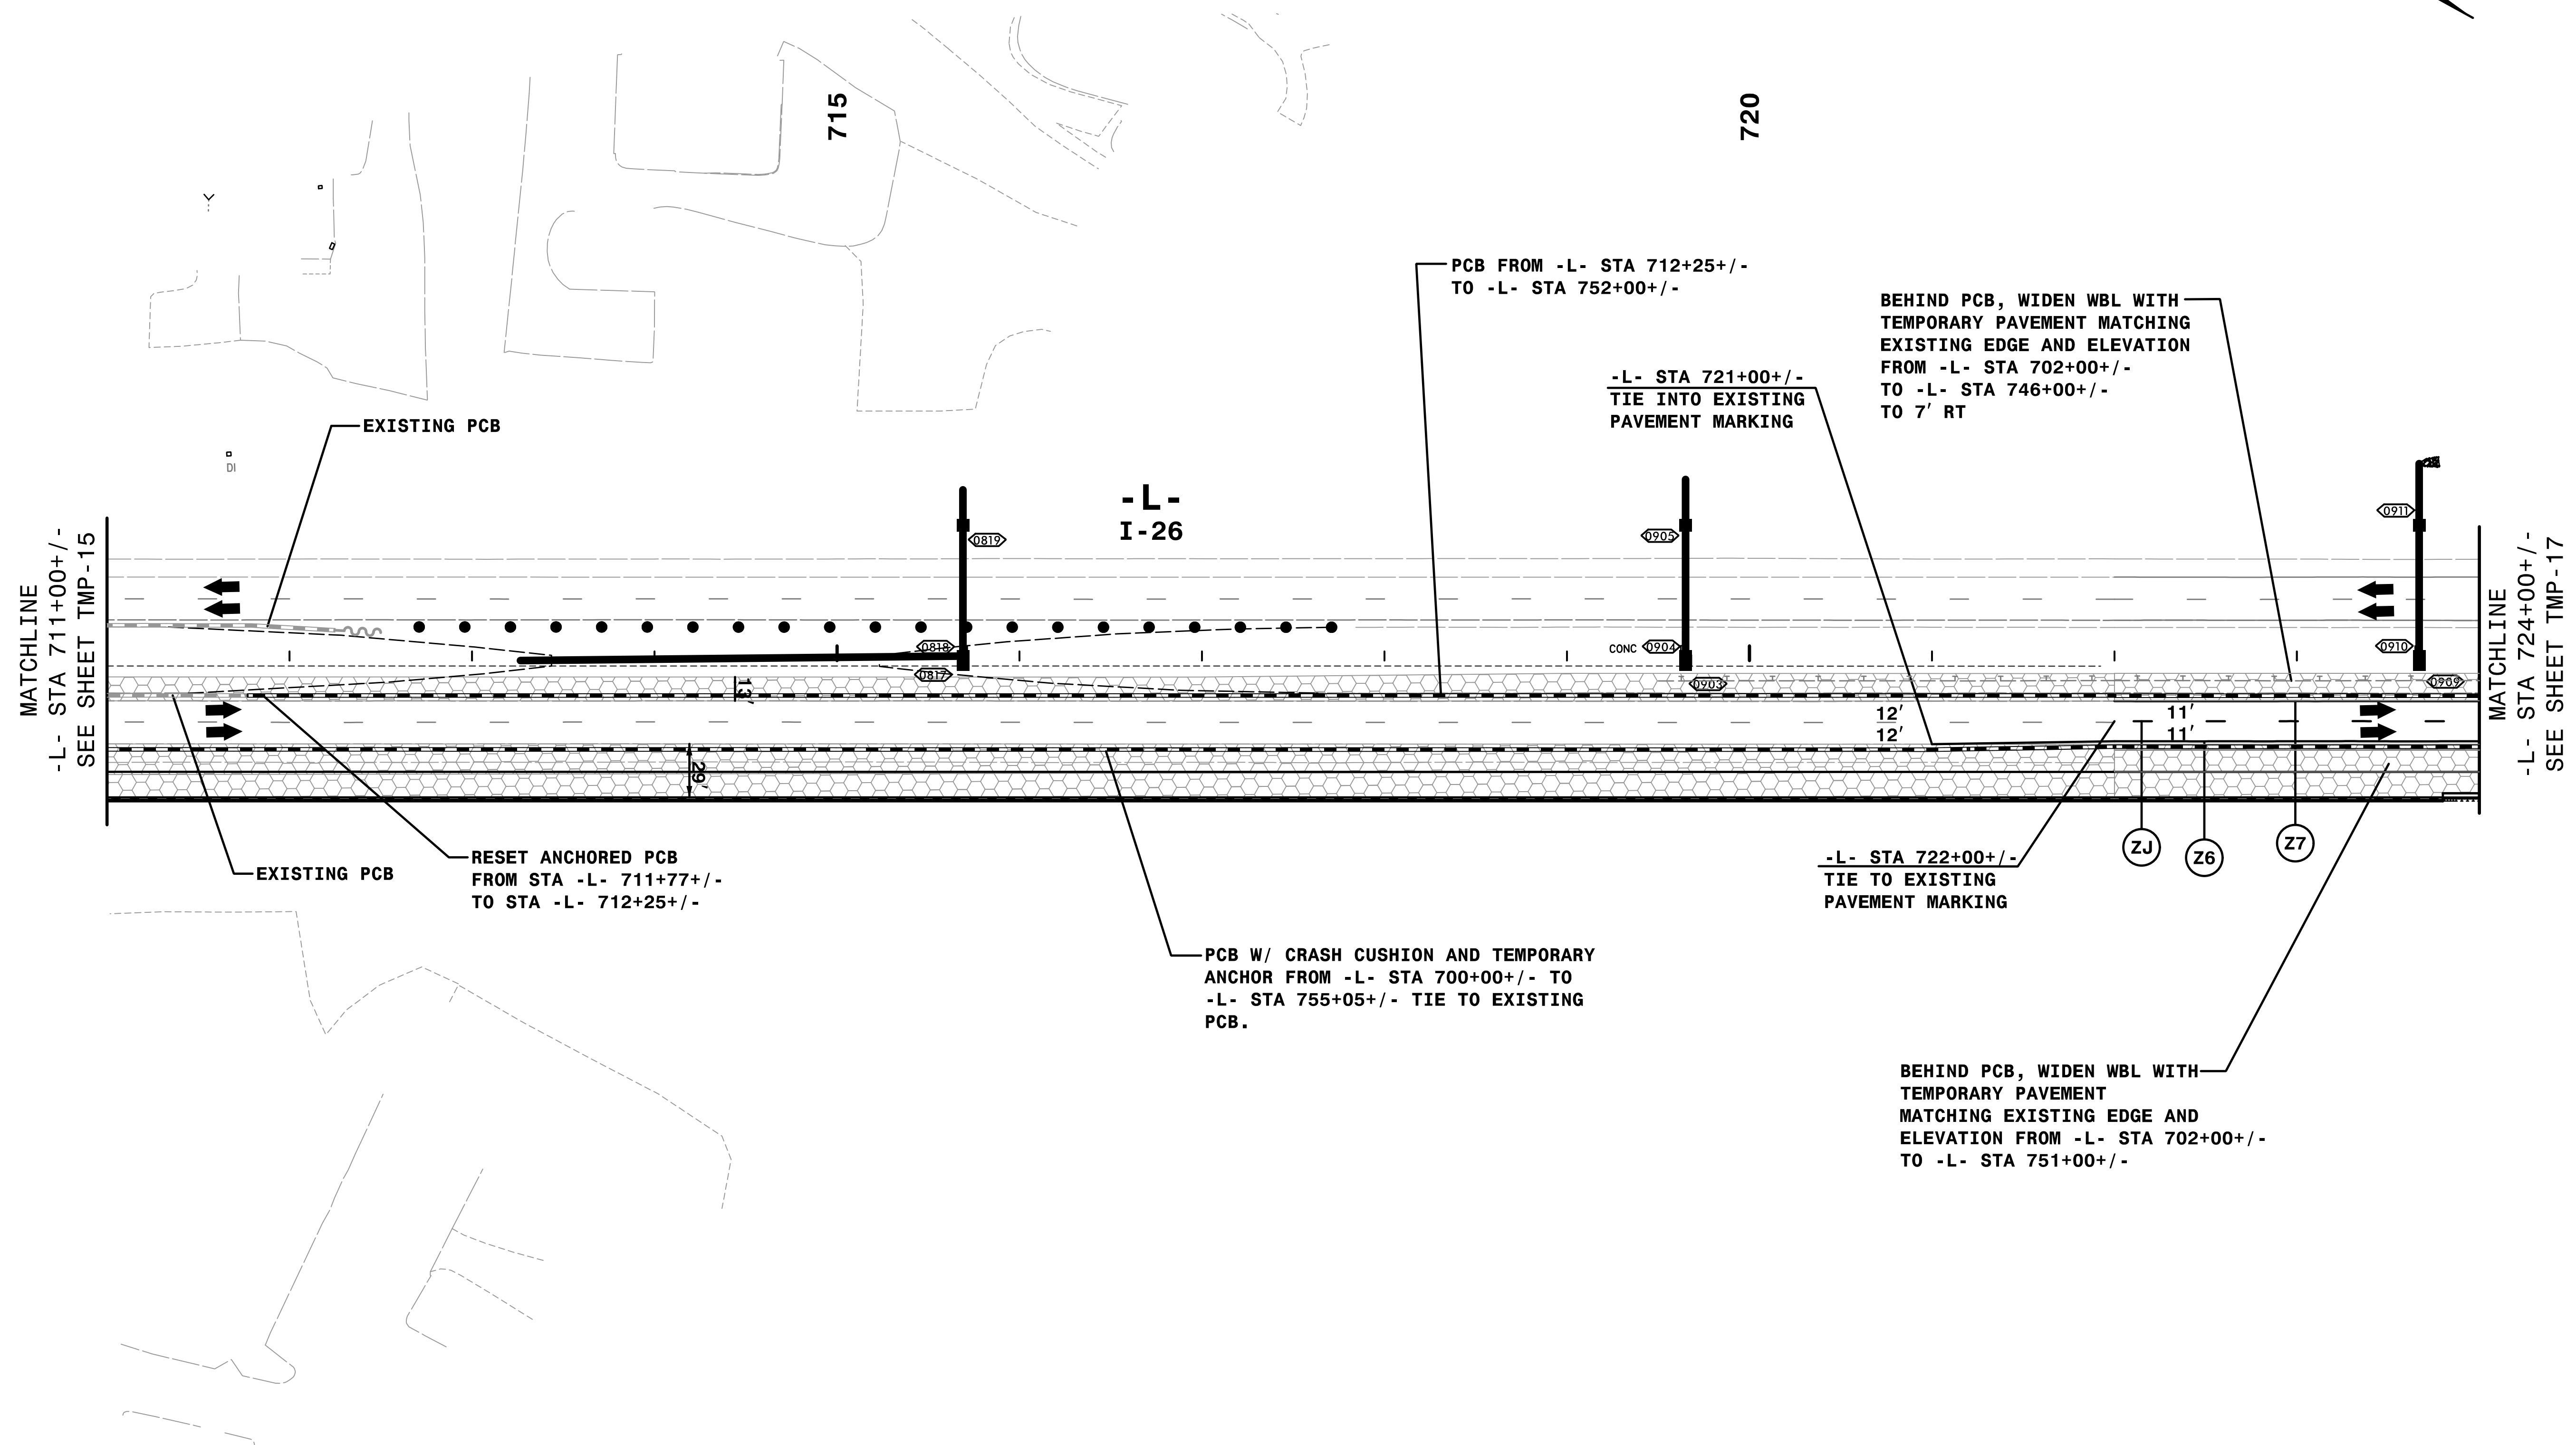 715
720
PCB FROM -L- STA 712+25+/-
TO -L- STA 752+00+/-
BEHIND PCB, WIDEN WBL WITH
TEMPORARY PAVEMENT MATCHING
EXISTING EDGE AND ELEVATION
FROM -L- STA 702+00+/-
TO -L- STA 746+00+/-
TO 7' RT
-L- STA 721+00+/-
TIE INTO EXISTING
PAVEMENT MARKING
EXISTING PCB
DI
-L-
I-26
0819
0905
0911
MATCHLINE
-L- STA 711+00+/-
SEE SHEET TMP-15
MATCHLINE
-L- STA 724+00+/-
SEE SHEET TMP-17
0818
CONC
0904
0910
0817
0903
0909
13'
12'
12'
11'
11'
29'
ZJ
Z6
Z7
EXISTING PCB
RESET ANCHORED PCB
FROM STA -L- 711+77+/-
TO STA -L- 712+25+/-
-L- STA 722+00+/-
TIE TO EXISTING
PAVEMENT MARKING
PCB W/ CRASH CUSHION AND TEMPORARY
ANCHOR FROM -L- STA 700+00+/- TO
-L- STA 755+05+/- TIE TO EXISTING
PCB.
BEHIND PCB, WIDEN WBL WITH
TEMPORARY PAVEMENT
MATCHING EXISTING EDGE AND
ELEVATION FROM -L- STA 702+00+/-
TO -L- STA 751+00+/-